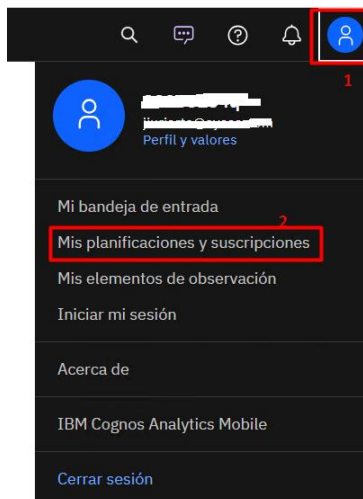 1
Perfil y valores
Mi bandeja de entrada
2
Mis planificaciones y suscripciones
Mis elementos de observación
Iniciar mi sesión
Acerca de
IBM Cognos Analytics Mobile
Cerrar sesión